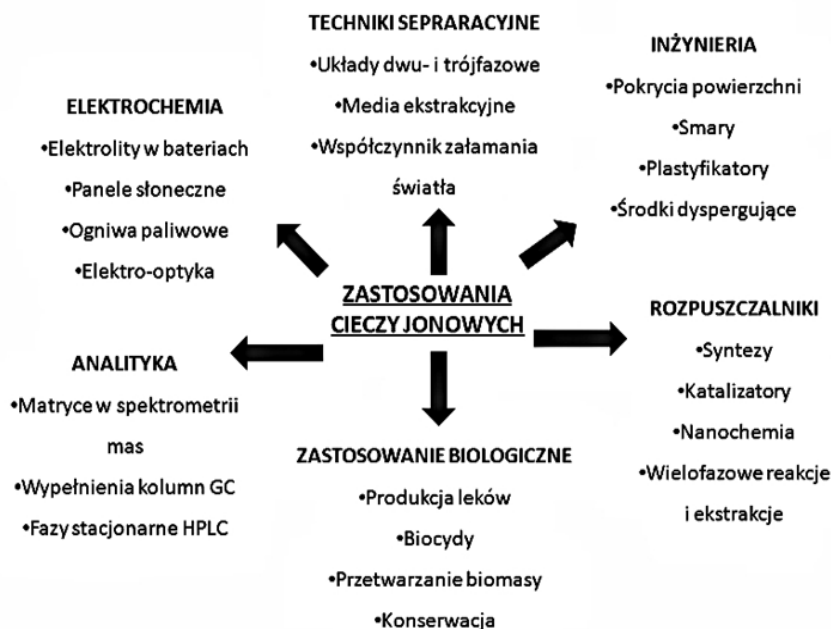 TECHNIKI SEPRARACYJNE
•Układy dwu- i trójfazowe
•Media ekstrakcyjne
•Współczynnik załamania
światła
INŻYNIERIA
•Pokrycia powierzchni
•Smary
•Plastyfikatory
•Środki dyspergujące
ELEKTROCHEMIA
•Elektrolity w bateriach
•Panele słoneczne
•Ogniwa paliwowe
•Elektro-optyka
ZASTOSOWANIA
CIECZY JONOWYCH
ROZPUSZCZALNIKI
•Syntezy
•Katalizatory
•Nanochemia
•Wielofazowe reakcje
i ekstrakcje
ANALITYKA
•Matryce w spektrometrii
mas
•Wypełnienia kolumn GC
•Fazy stacjonarne HPLC
ZASTOSOWANIE BIOLOGICZNE
•Produkcja leków
•Biocydy
•Przetwarzanie biomasy
•Konserwacja